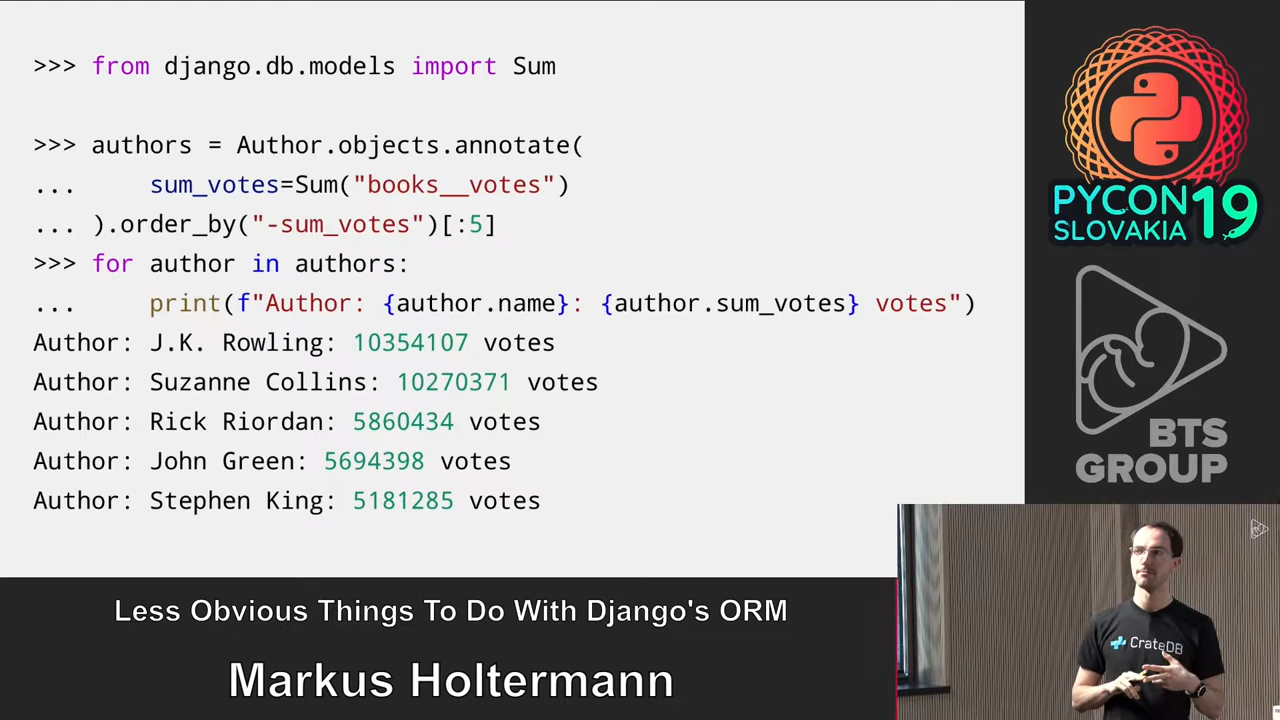 >>> from django.db.models import Sum
>>> authors = Author.objects.annotate(
...     sum_votes=Sum("books__votes")
... ).order_by("-sum_votes")[:5]
>>> for author in authors:
...     print(f"Author: {author.name}: {author.sum_votes} votes")
Author: J.K. Rowling: 10354107 votes
Author: Suzanne Collins: 10270371 votes
Author: Rick Riordan: 5860434 votes
Author: John Green: 5694398 votes
Author: Stephen King: 5181285 votes
PYCON 19
SLOVAKIA
BTS
GROUP
CrateDB
Less Obvious Things To Do With Django's ORM
Markus Holtermann